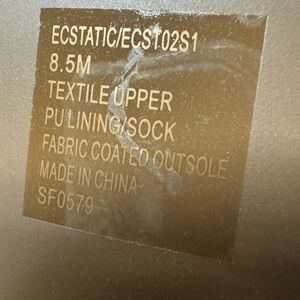 ECSTATIC/ECST02S1
8.5M
TEXTILE UPPER
PU LINING/SOCK
FABRIC COATED OUTSOLE
MADE IN CHINA
SF0579